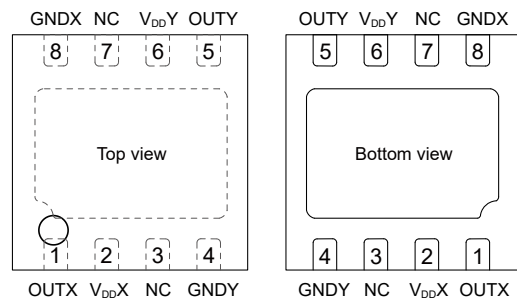 GNDX NC VDDY OUTY
8 7 6 5
Top view
1 2 3 4
OUTX VDDX NC GNDY
OUTY VDDY NC GNDX
5 6 7 8
Bottom view
4 3 2 1
GNDY NC VDDX OUTX